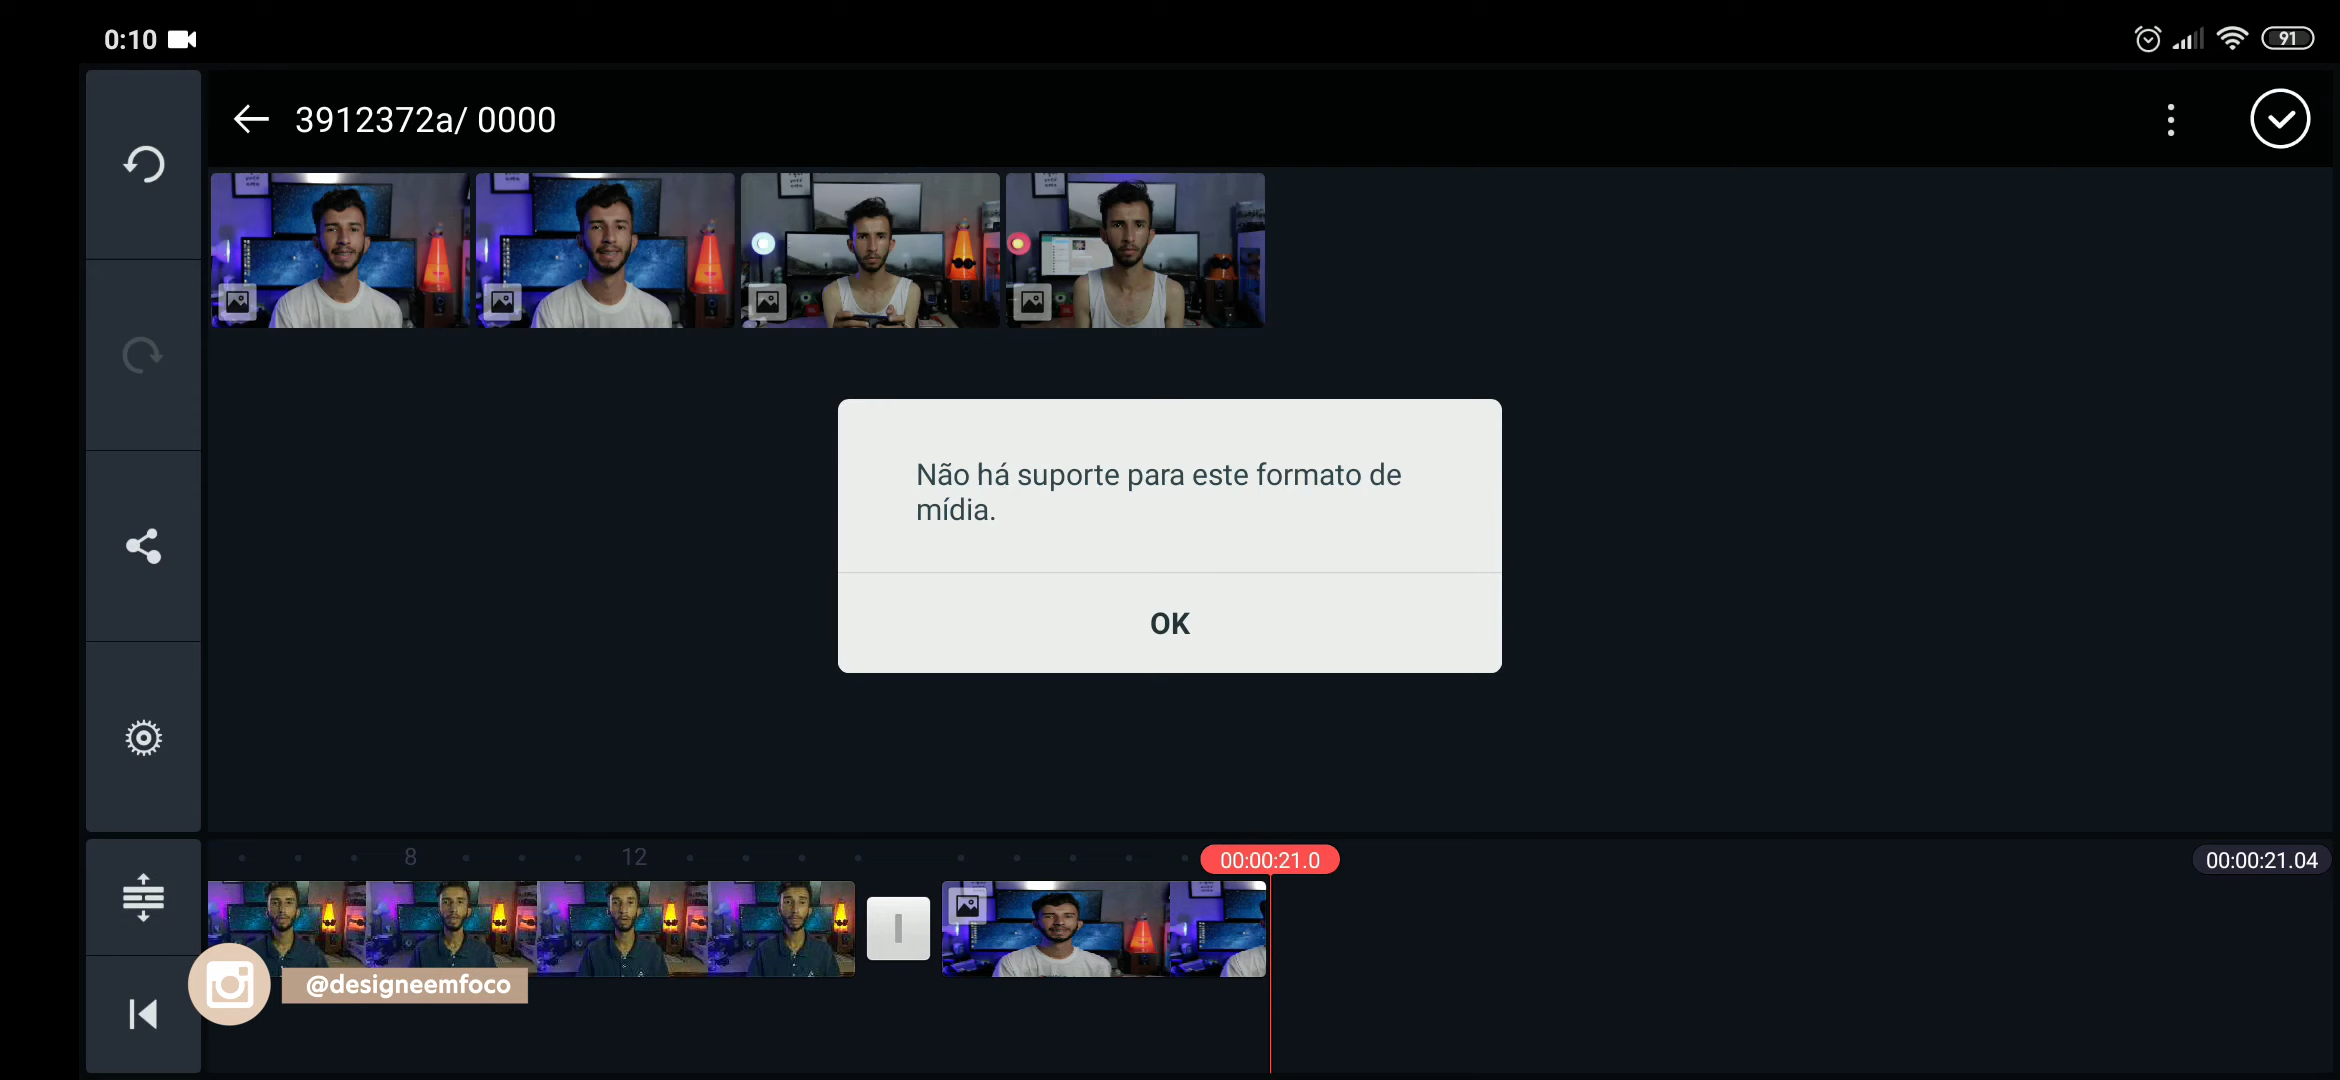 0:10
91
3912372a/ 0000
Não há suporte para este formato de
mídia.
OK
8
12
00:00:21.0
00:00:21.04
@designeemfoco